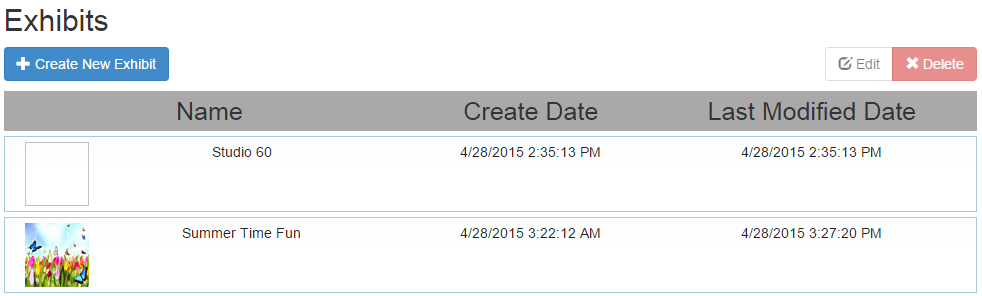 Exhibits
Create New Exhibit Edit Delete
Name Create Date Last Modified Date
Studio 60 4/28/2015 2:35:13 PM 4/28/2015 2:35:13 PM
Summer Time Fun 4/28/2015 3:22:12 AM 4/28/2015 3:27:20 PM